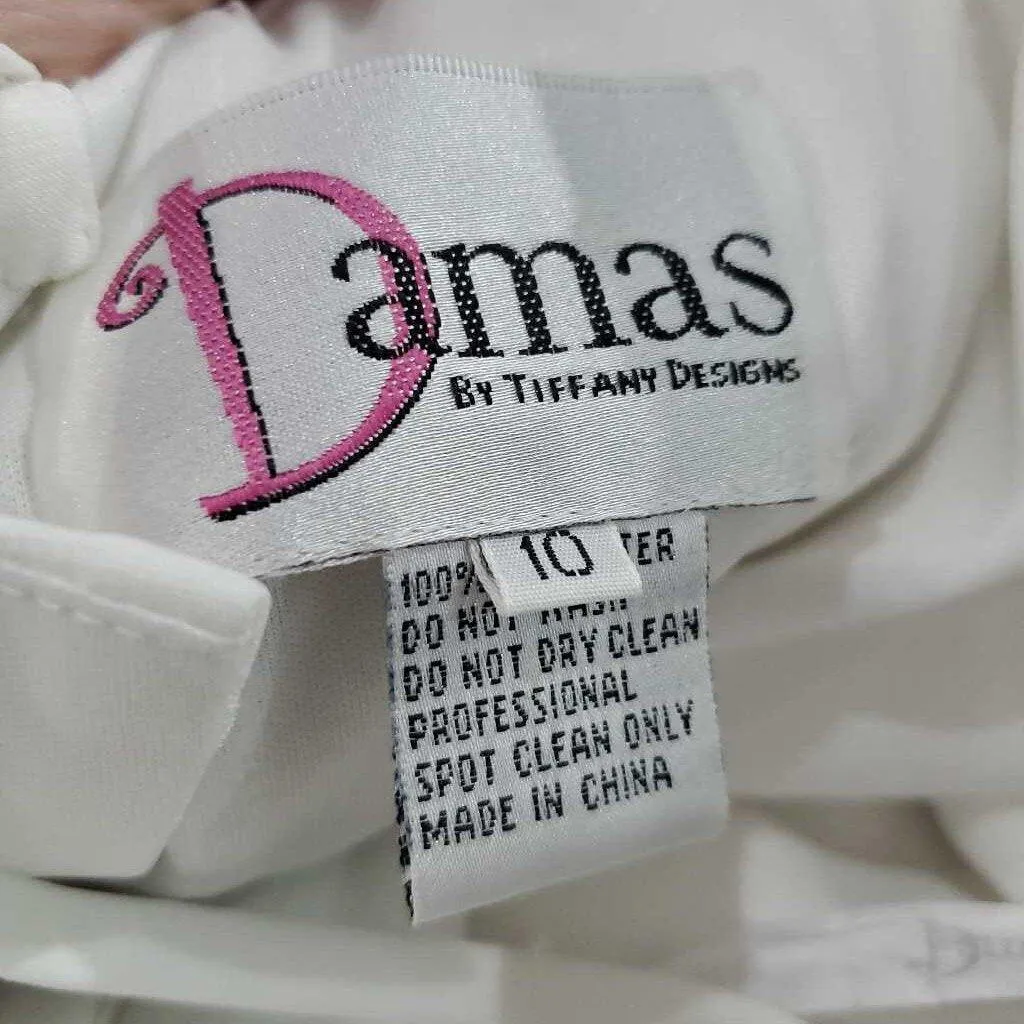 Damas
BY TIFFANY DESIGNS
10
100%
DO NOT WASH
DO NOT DRY CLEAN
PROFESSIONAL
SPOT CLEAN ONLY
MADE IN CHINA